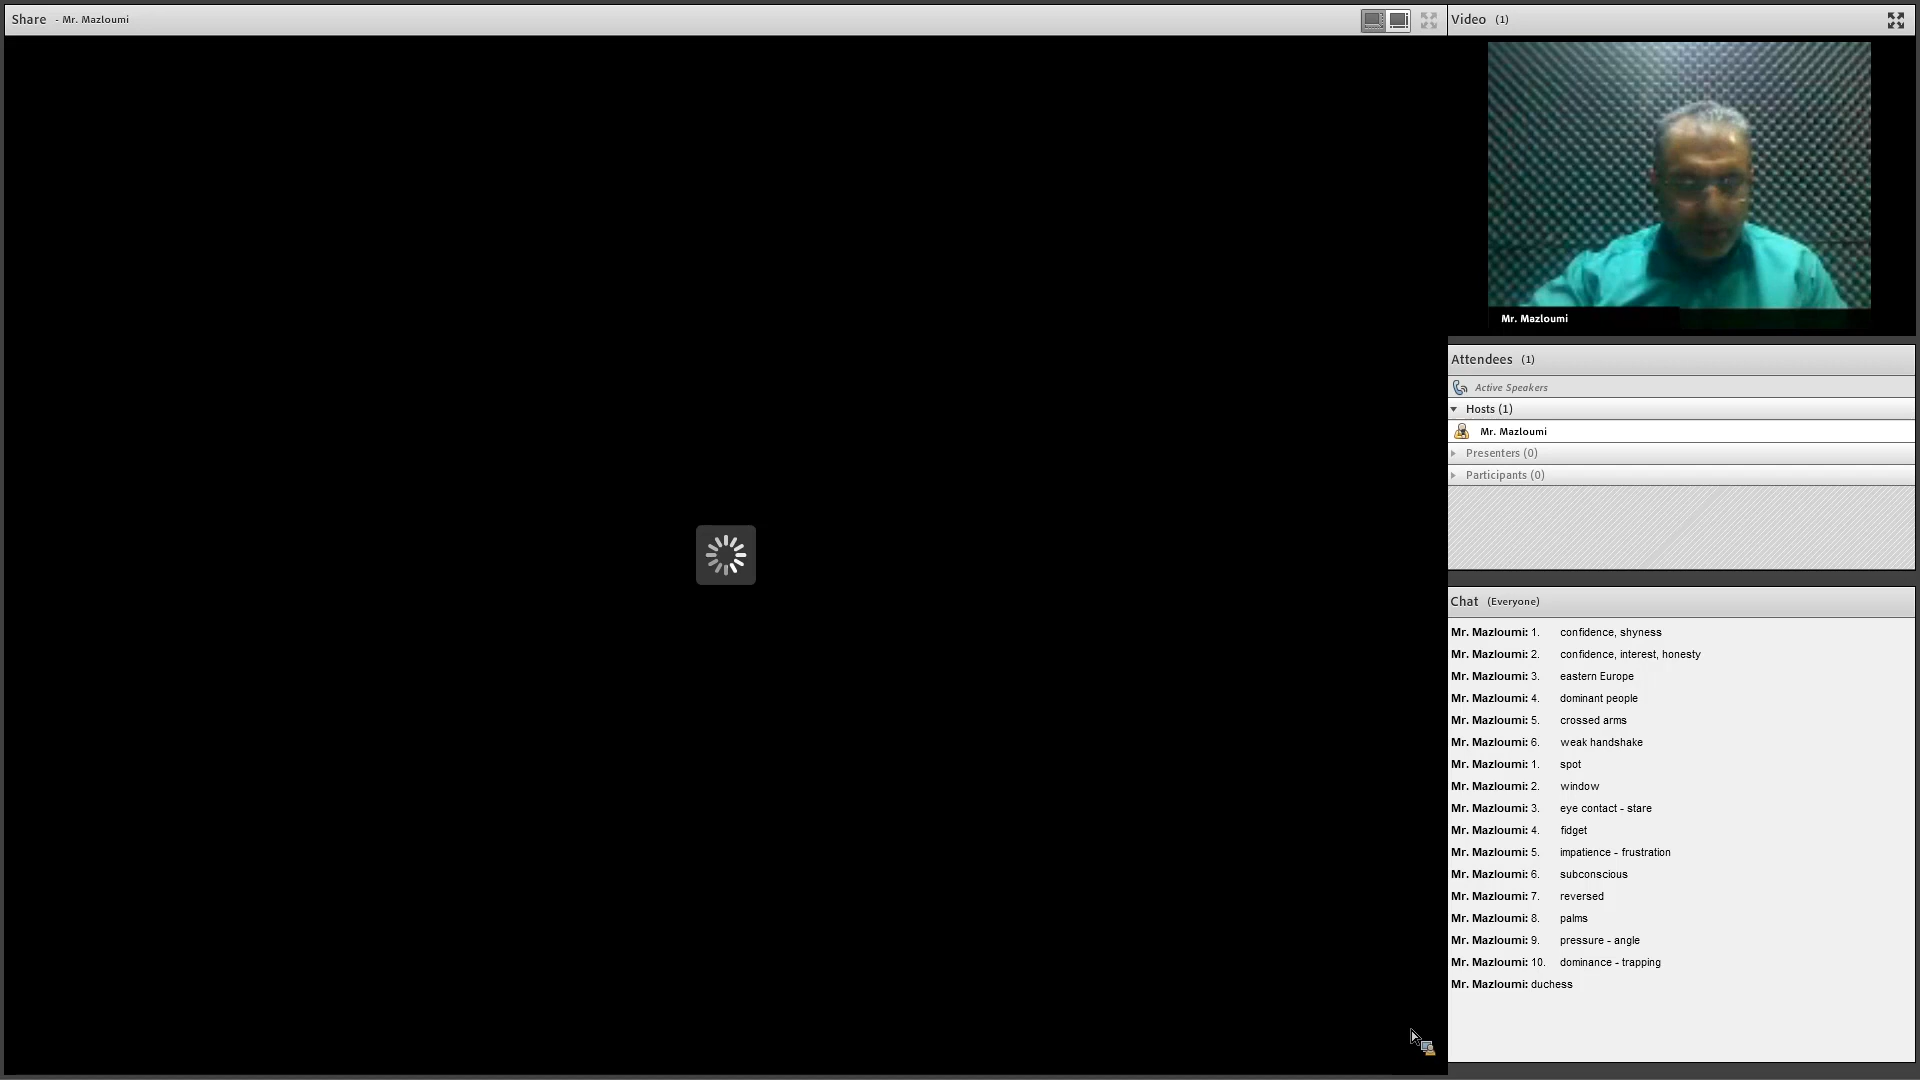 Share - Mr. Mazloumi
Video (1)
Mr. Mazloumi
Attendees (1)
Active Speakers
Hosts (1)
Mr. Mazloumi
Presenters (0)
Participants (0)
Chat (Everyone)
Mr. Mazloumi: 1. confidence, shyness
Mr. Mazloumi: 2. confidence, interest, honesty
Mr. Mazloumi: 3. eastern Europe
Mr. Mazloumi: 4. dominant people
Mr. Mazloumi: 5. crossed arms
Mr. Mazloumi: 6. weak handshake
Mr. Mazloumi: 1. spot
Mr. Mazloumi: 2. window
Mr. Mazloumi: 3. eye contact - stare
Mr. Mazloumi: 4. fidget
Mr. Mazloumi: 5. impatience - frustration
Mr. Mazloumi: 6. subconscious
Mr. Mazloumi: 7. reversed
Mr. Mazloumi: 8. palms
Mr. Mazloumi: 9. pressure - angle
Mr. Mazloumi: 10. dominance - trapping
Mr. Mazloumi: duchess